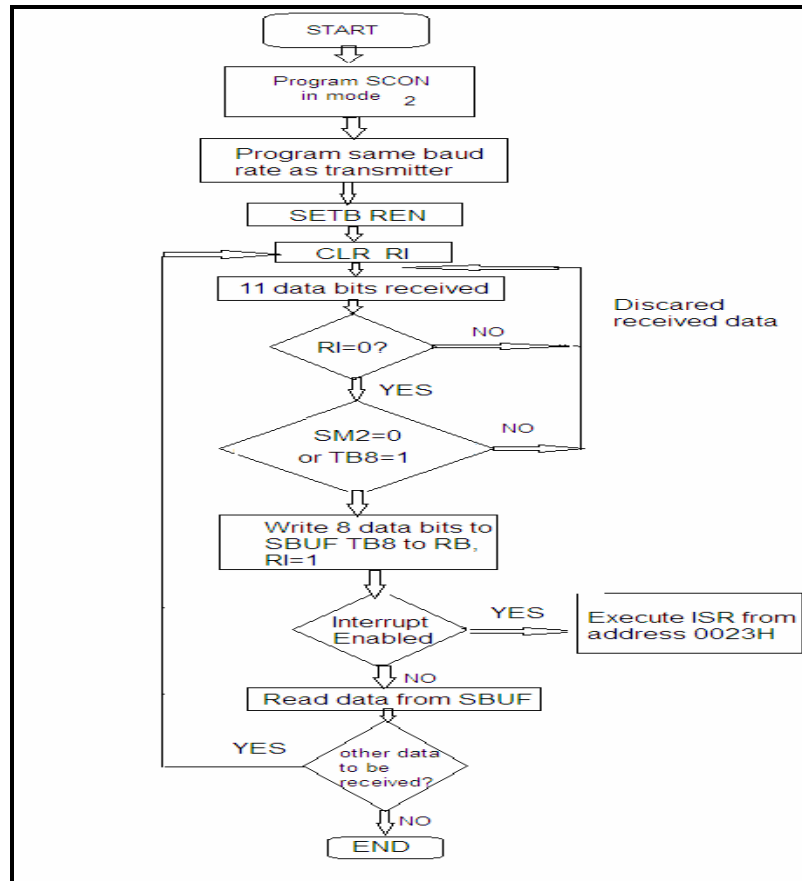 START
Program SCON
in mode 2
Program same baud
rate as transmitter
SETB REN
CLR RI
11 data bits received
Discared
received data
RI=0?
NO
YES
SM2=0
or TB8=1
NO
Write 8 data bits to
SBUF TB8 to RB,
RI=1
Interrupt
Enabled
YES
Execute ISR from
address 0023H
NO
Read data from SBUF
YES
other data
to be
received?
NO
END